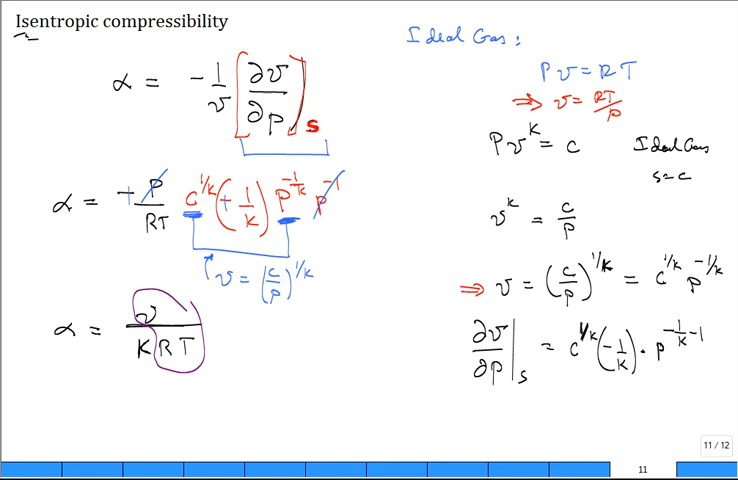 Isentropic compressibility
Ideal Gas:
α = -1/v [∂v/∂p]s
Pv = RT
⇒ v = RT/P
Pv^k = c Ideal Gas
s=c
α = +P/RT c^1/k (+1/k) p^-1/k p^-1
v^k = c/p
v = (c/p)^1/k
⇒ v = (c/p)^1/k = c^1/k p^-1/k
α = v/KRT
∂v/∂p|s = c^1/k (-1/k) · p^-1/k-1
11 / 12
11